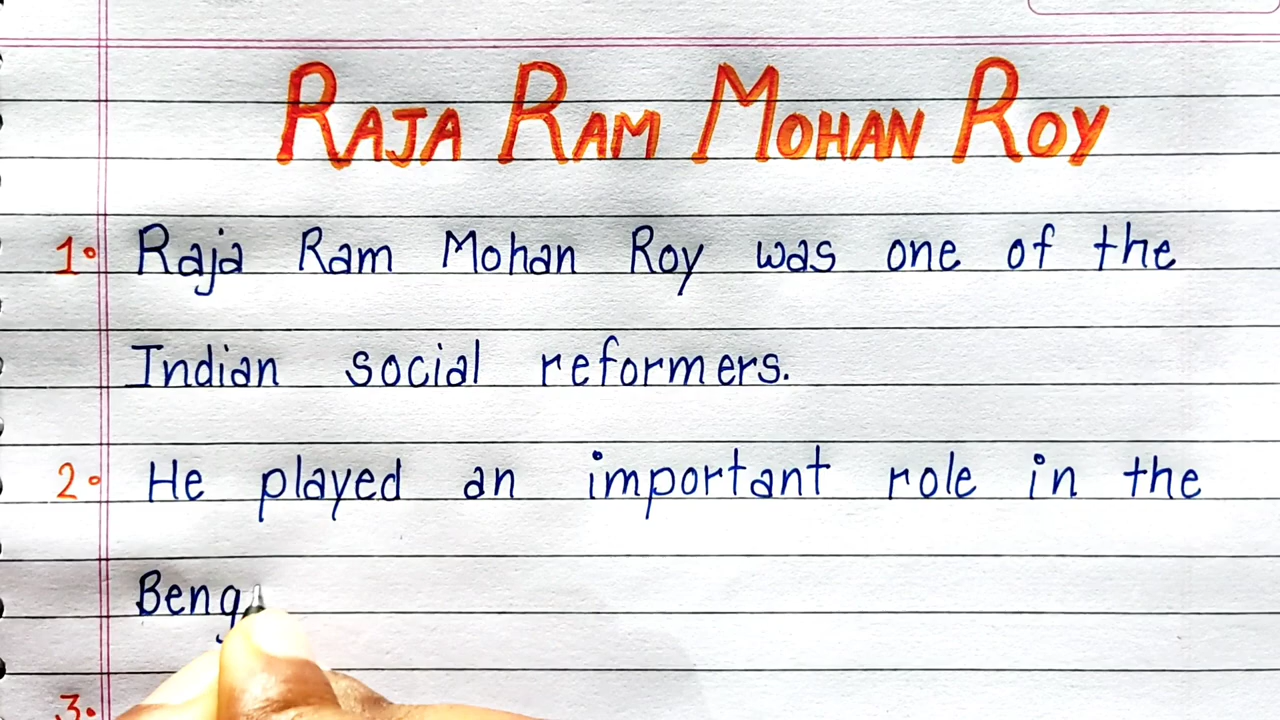 RAJA RAM MOHAN ROY
1. Raja Ram Mohan Roy was one of the
Indian social reformers.
2. He played an important role in the
Beng
3.